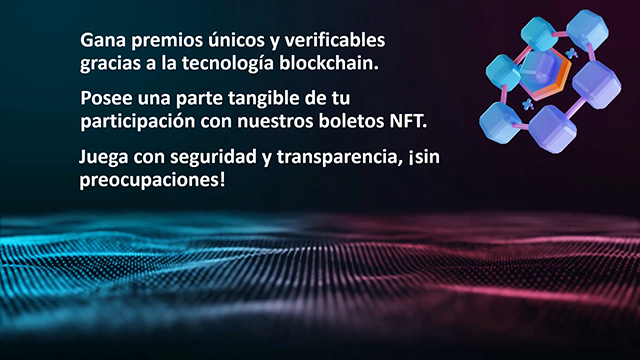 Gana premios únicos y verificables
gracias a la tecnología blockchain.
Posee una parte tangible de tu
participación con nuestros boletos NFT.
Juega con seguridad y transparencia, ¡sin
preocupaciones!